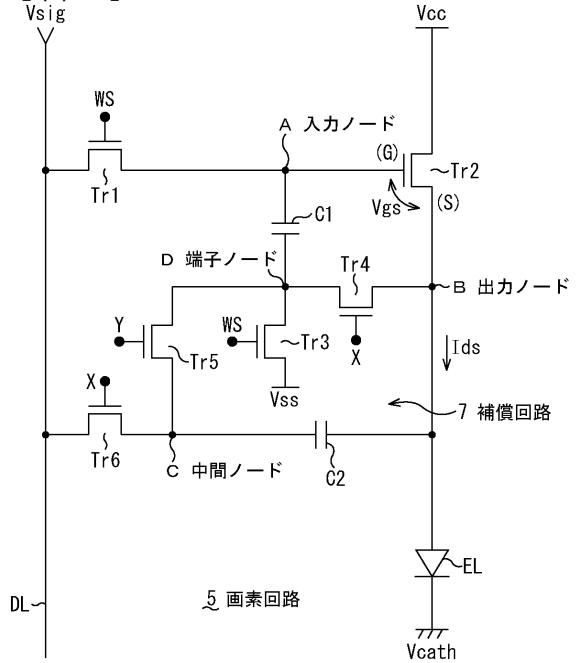 Vsig
Vcc
WS
A 入力ノード
(G)
Tr1
Tr2
Vgs
(S)
C1
D 端子ノード
Tr4
B 出力ノード
Y
WS
Tr5
Tr3
X
Ids
X
Vss
7 補償回路
Tr6
C 中間ノード
C2
EL
DL
5 画素回路
Vcath